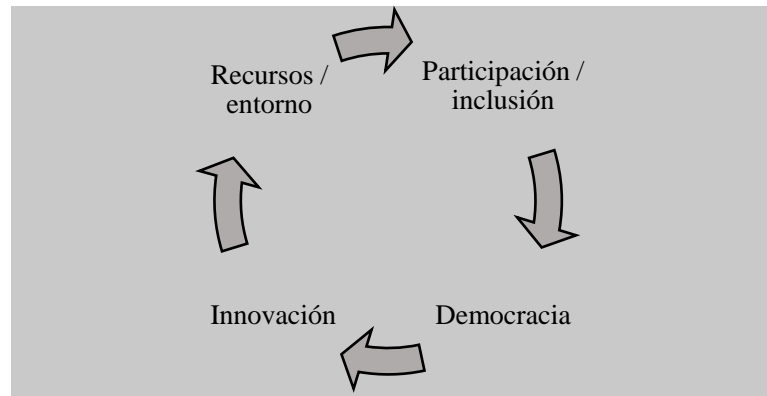 Recursos /
entorno
Participación /
inclusión
Innovación
Democracia